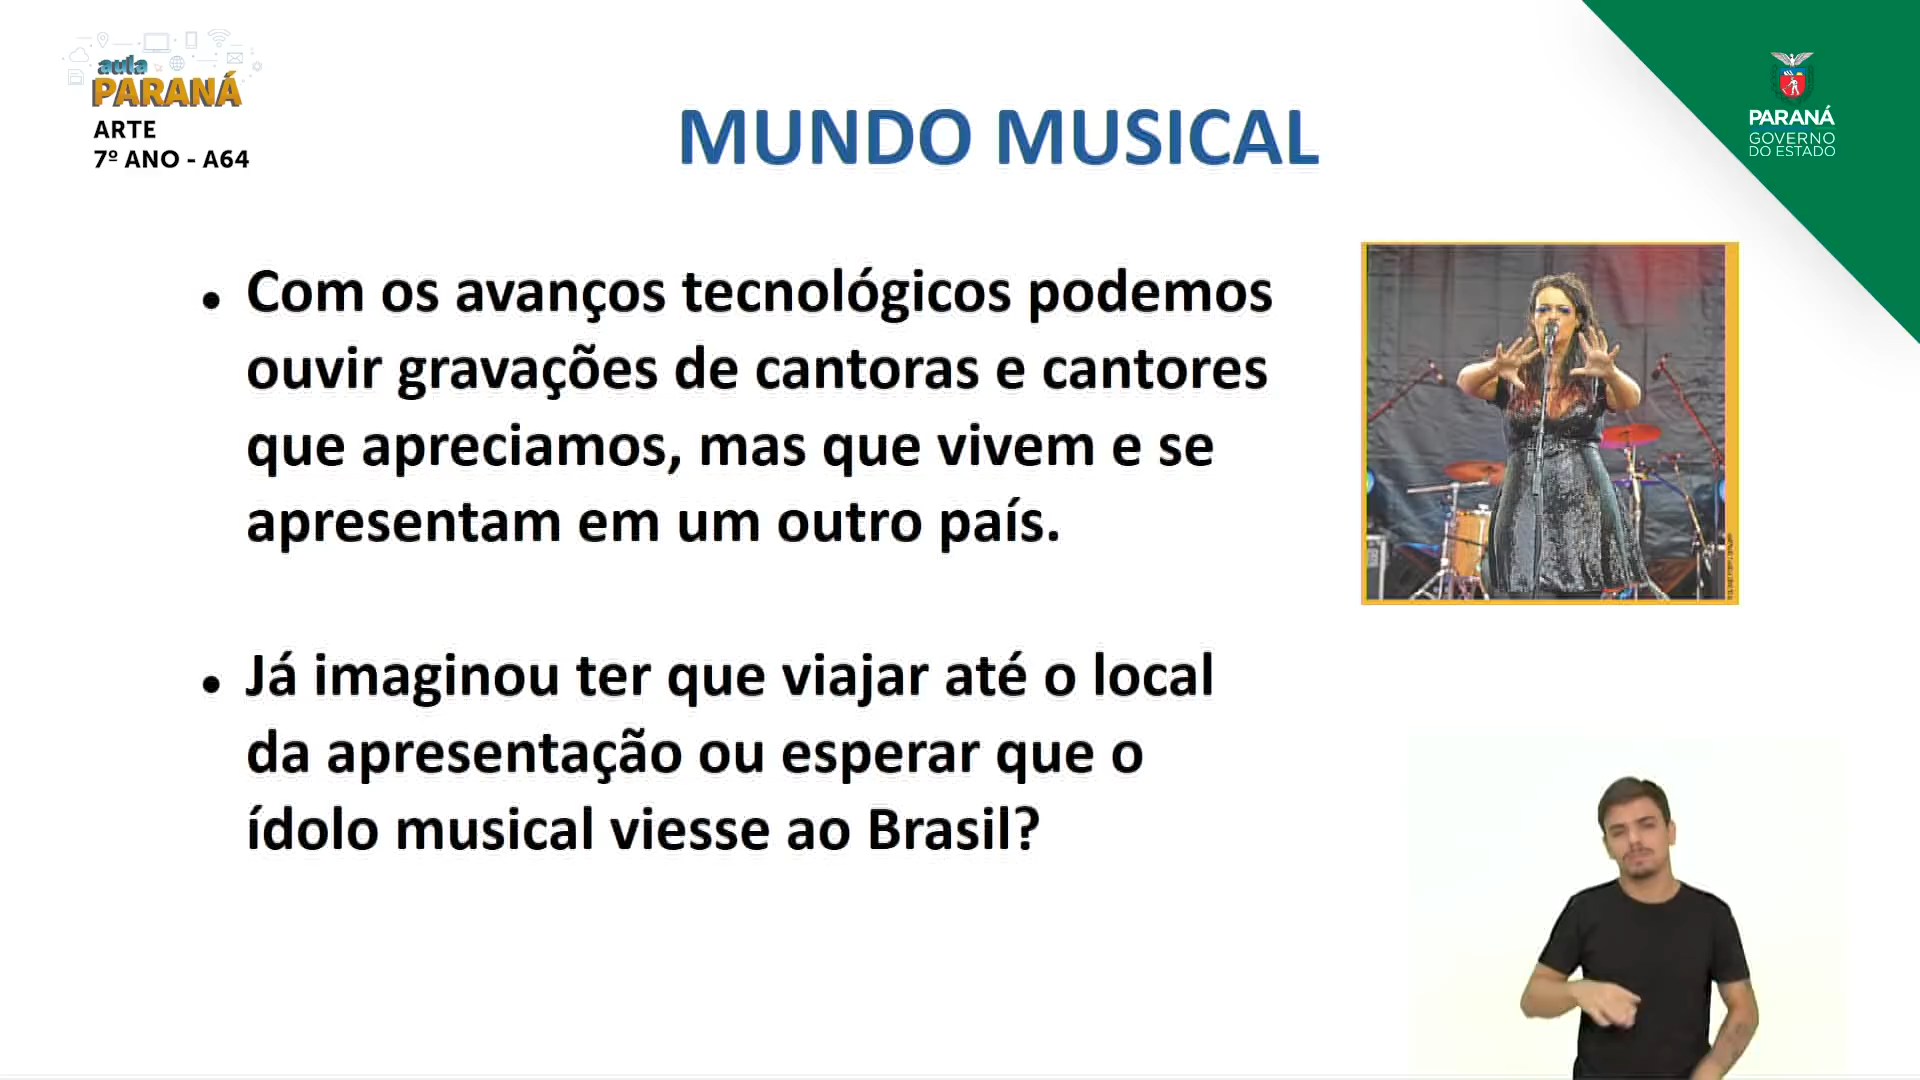 aula
PARANÁ
ARTE
7º ANO - A64
MUNDO MUSICAL
PARANÁ
GOVERNO
DO ESTADO
• Com os avanços tecnológicos podemos
ouvir gravações de cantoras e cantores
que apreciamos, mas que vivem e se
apresentam em um outro país.
• Já imaginou ter que viajar até o local
da apresentação ou esperar que o
ídolo musical viesse ao Brasil?